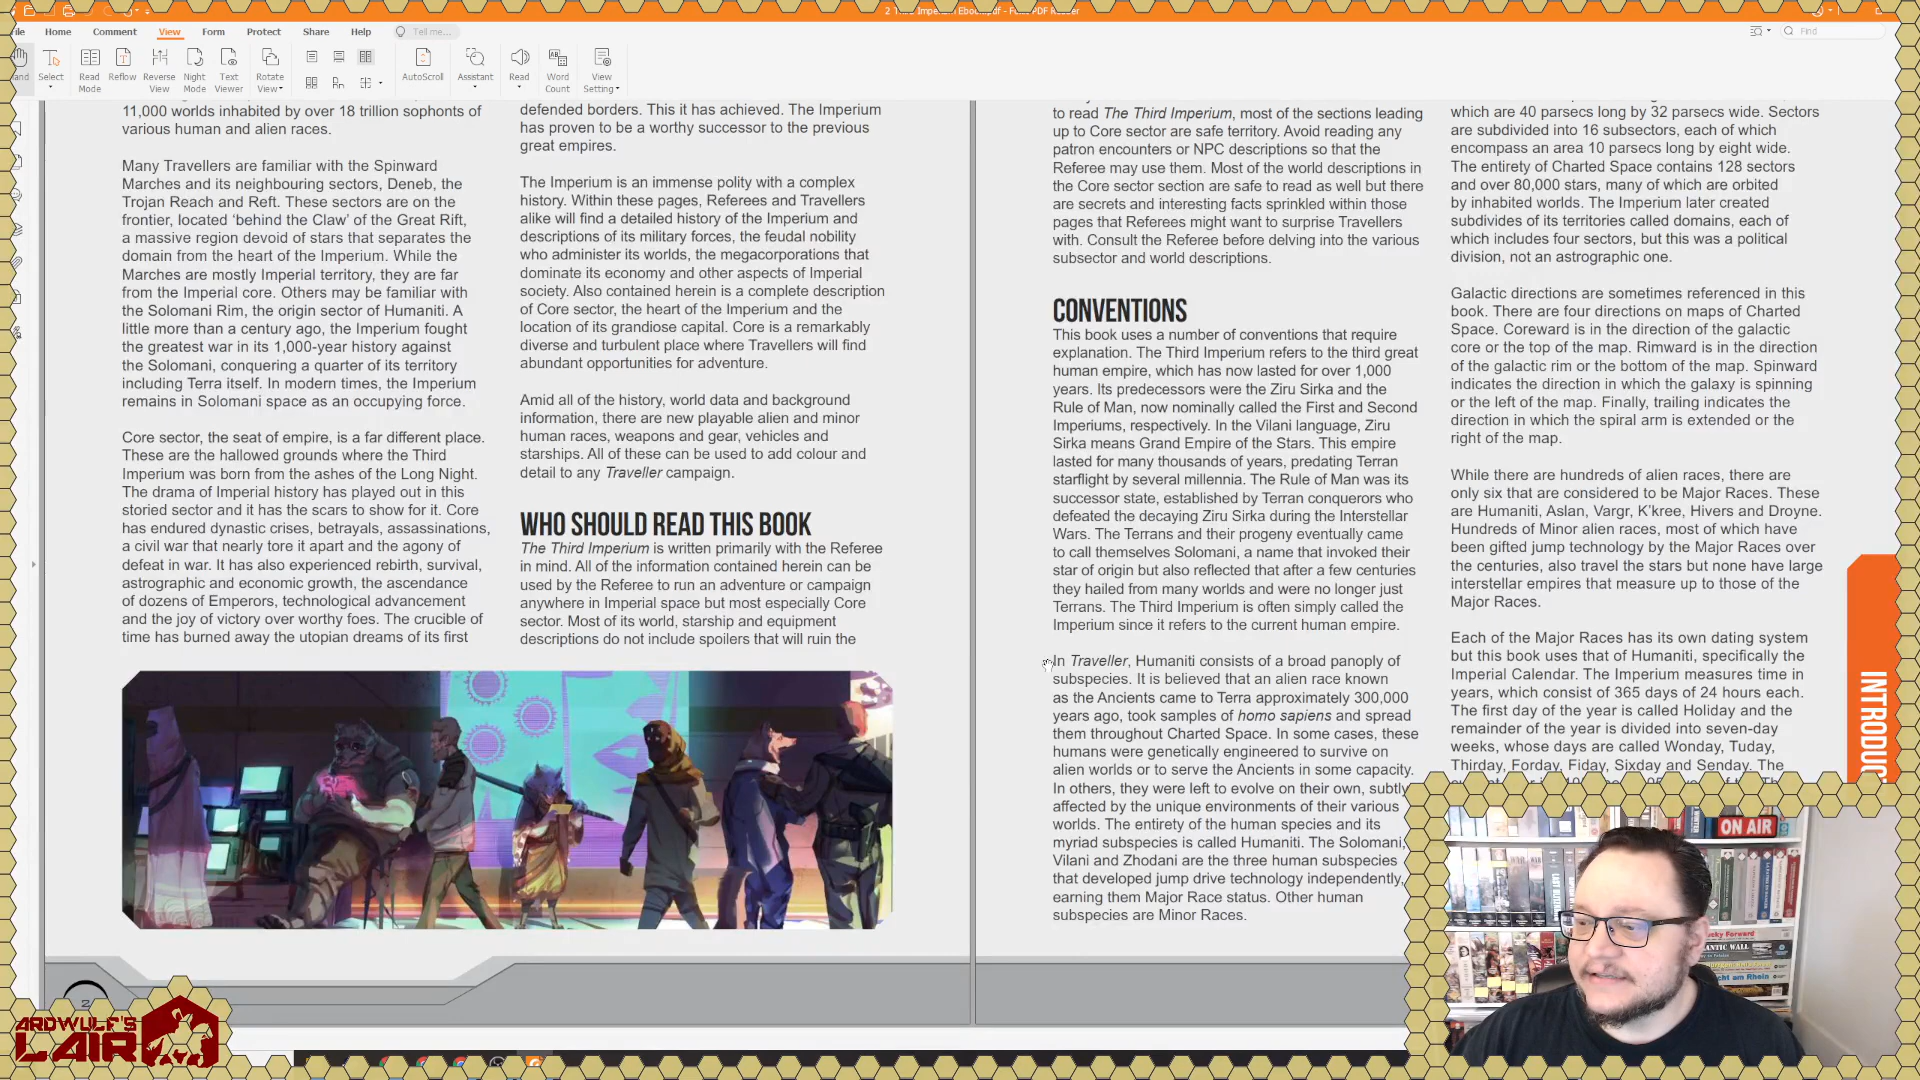 2 Third Imperium Ebook.pdf - Foxit PDF Reader
Home
Comment
View
Form
Protect
Share
Help
Tell me...
Find
Select
Read Mode
Reflow
Reverse View
Night Mode
Text Viewer
Rotate View
AutoScroll
Assistant
Read
Word Count
View Setting
11,000 worlds inhabited by over 18 trillion sophonts of
various human and alien races.
Many Travellers are familiar with the Spinward
Marches and its neighbouring sectors, Deneb, the
Trojan Reach and Reft. These sectors are on the
frontier, located ‘behind the Claw’ of the Great Rift,
a massive region devoid of stars that separates the
domain from the heart of the Imperium. While the
Marches are mostly Imperial territory, they are far
from the Imperial core. Others may be familiar with
the Solomani Rim, the origin sector of Humaniti. A
little more than a century ago, the Imperium fought
the greatest war in its 1,000-year history against
the Solomani, conquering a quarter of its territory
including Terra itself. In modern times, the Imperium
remains in Solomani space as an occupying force.
Core sector, the seat of empire, is a far different place.
These are the hallowed grounds where the Third
Imperium was born from the ashes of the Long Night.
The drama of Imperial history has played out in this
storied sector and it has the scars to show for it. Core
has endured dynastic crises, betrayals, assassinations,
a civil war that nearly tore it apart and the agony of
defeat in war. It has also experienced rebirth, survival,
astrographic and economic growth, the ascendance
of dozens of Emperors, technological advancement
and the joy of victory over worthy foes. The crucible of
time has burned away the utopian dreams of its first
defended borders. This it has achieved. The Imperium
has proven to be a worthy successor to the previous
great empires.
The Imperium is an immense polity with a complex
history. Within these pages, Referees and Travellers
alike will find a detailed history of the Imperium and
descriptions of its military forces, the feudal nobility
who administer its worlds, the megacorporations that
dominate its economy and other aspects of Imperial
society. Also contained herein is a complete description
of Core sector, the heart of the Imperium and the
location of its grandiose capital. Core is a remarkably
diverse and turbulent place where Travellers will find
abundant opportunities for adventure.
Amid all of the history, world data and background
information, there are new playable alien and minor
human races, weapons and gear, vehicles and
starships. All of these can be used to add colour and
detail to any Traveller campaign.
WHO SHOULD READ THIS BOOK
The Third Imperium is written primarily with the Referee
in mind. All of the information contained herein can be
used by the Referee to run an adventure or campaign
anywhere in Imperial space but most especially Core
sector. Most of its world, starship and equipment
descriptions do not include spoilers that will ruin the
2
to read The Third Imperium, most of the sections leading
up to Core sector are safe territory. Avoid reading any
patron encounters or NPC descriptions so that the
Referee may use them. Most of the world descriptions in
the Core sector section are safe to read as well but there
are secrets and interesting facts sprinkled within those
pages that Referees might want to surprise Travellers
with. Consult the Referee before delving into the various
subsector and world descriptions.
CONVENTIONS
This book uses a number of conventions that require
explanation. The Third Imperium refers to the third great
human empire, which has now lasted for over 1,000
years. Its predecessors were the Ziru Sirka and the
Rule of Man, now nominally called the First and Second
Imperiums, respectively. In the Vilani language, Ziru
Sirka means Grand Empire of the Stars. This empire
lasted for many thousands of years, predating Terran
starflight by several millennia. The Rule of Man was its
successor state, established by Terran conquerors who
defeated the decaying Ziru Sirka during the Interstellar
Wars. The Terrans and their progeny eventually came
to call themselves Solomani, a name that invoked their
star of origin but also reflected that after a few centuries
they hailed from many worlds and were no longer just
Terrans. The Third Imperium is often simply called the
Imperium since it refers to the current human empire.
In Traveller, Humaniti consists of a broad panoply of
subspecies. It is believed that an alien race known
as the Ancients came to Terra approximately 300,000
years ago, took samples of homo sapiens and spread
them throughout Charted Space. In some cases, these
humans were genetically engineered to survive on
alien worlds or to serve the Ancients in some capacity.
In others, they were left to evolve on their own, subtly
affected by the unique environments of their various
worlds. The entirety of the human species and its
myriad subspecies is called Humaniti. The Solomani,
Vilani and Zhodani are the three human subspecies
that developed jump drive technology independently,
earning them Major Race status. Other human
subspecies are Minor Races.
which are 40 parsecs long by 32 parsecs wide. Sectors
are subdivided into 16 subsectors, each of which
encompass an area 10 parsecs long by eight wide.
The entirety of Charted Space contains 128 sectors
and over 80,000 stars, many of which are orbited
by inhabited worlds. The Imperium later created
subdivides of its territories called domains, each of
which includes four sectors, but this was a political
division, not an astrographic one.
Galactic directions are sometimes referenced in this
book. There are four directions on maps of Charted
Space. Coreward is in the direction of the galactic
core or the top of the map. Rimward is in the direction
of the galactic rim or the bottom of the map. Spinward
indicates the direction in which the galaxy is spinning
or the left of the map. Finally, trailing indicates the
direction in which the spiral arm is extended or the
right of the map.
While there are hundreds of alien races, there are
only six that are considered to be Major Races. These
are Humaniti, Aslan, Vargr, K’kree, Hivers and Droyne.
Hundreds of Minor alien races, most of which have
been gifted jump technology by the Major Races over
the centuries, also travel the stars but none have large
interstellar empires that measure up to those of the
Major Races.
Each of the Major Races has its own dating system
but this book uses that of Humaniti, specifically the
Imperial Calendar. The Imperium measures time in
years, which consist of 365 days of 24 hours each.
The first day of the year is called Holiday and the
remainder of the year is divided into seven-day
weeks, whose days are called Wonday, Tuday,
Thirday, Forday, Fiday, Sixday and Senday. The
INTRODUC
ON AIR
ARDWULF'S
LAIR